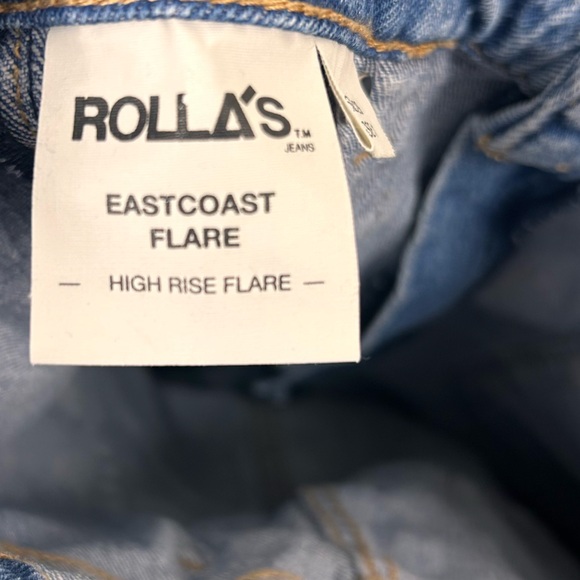 ROLLA'S TM
JEANS
EASTCOAST
FLARE
— HIGH RISE FLARE —